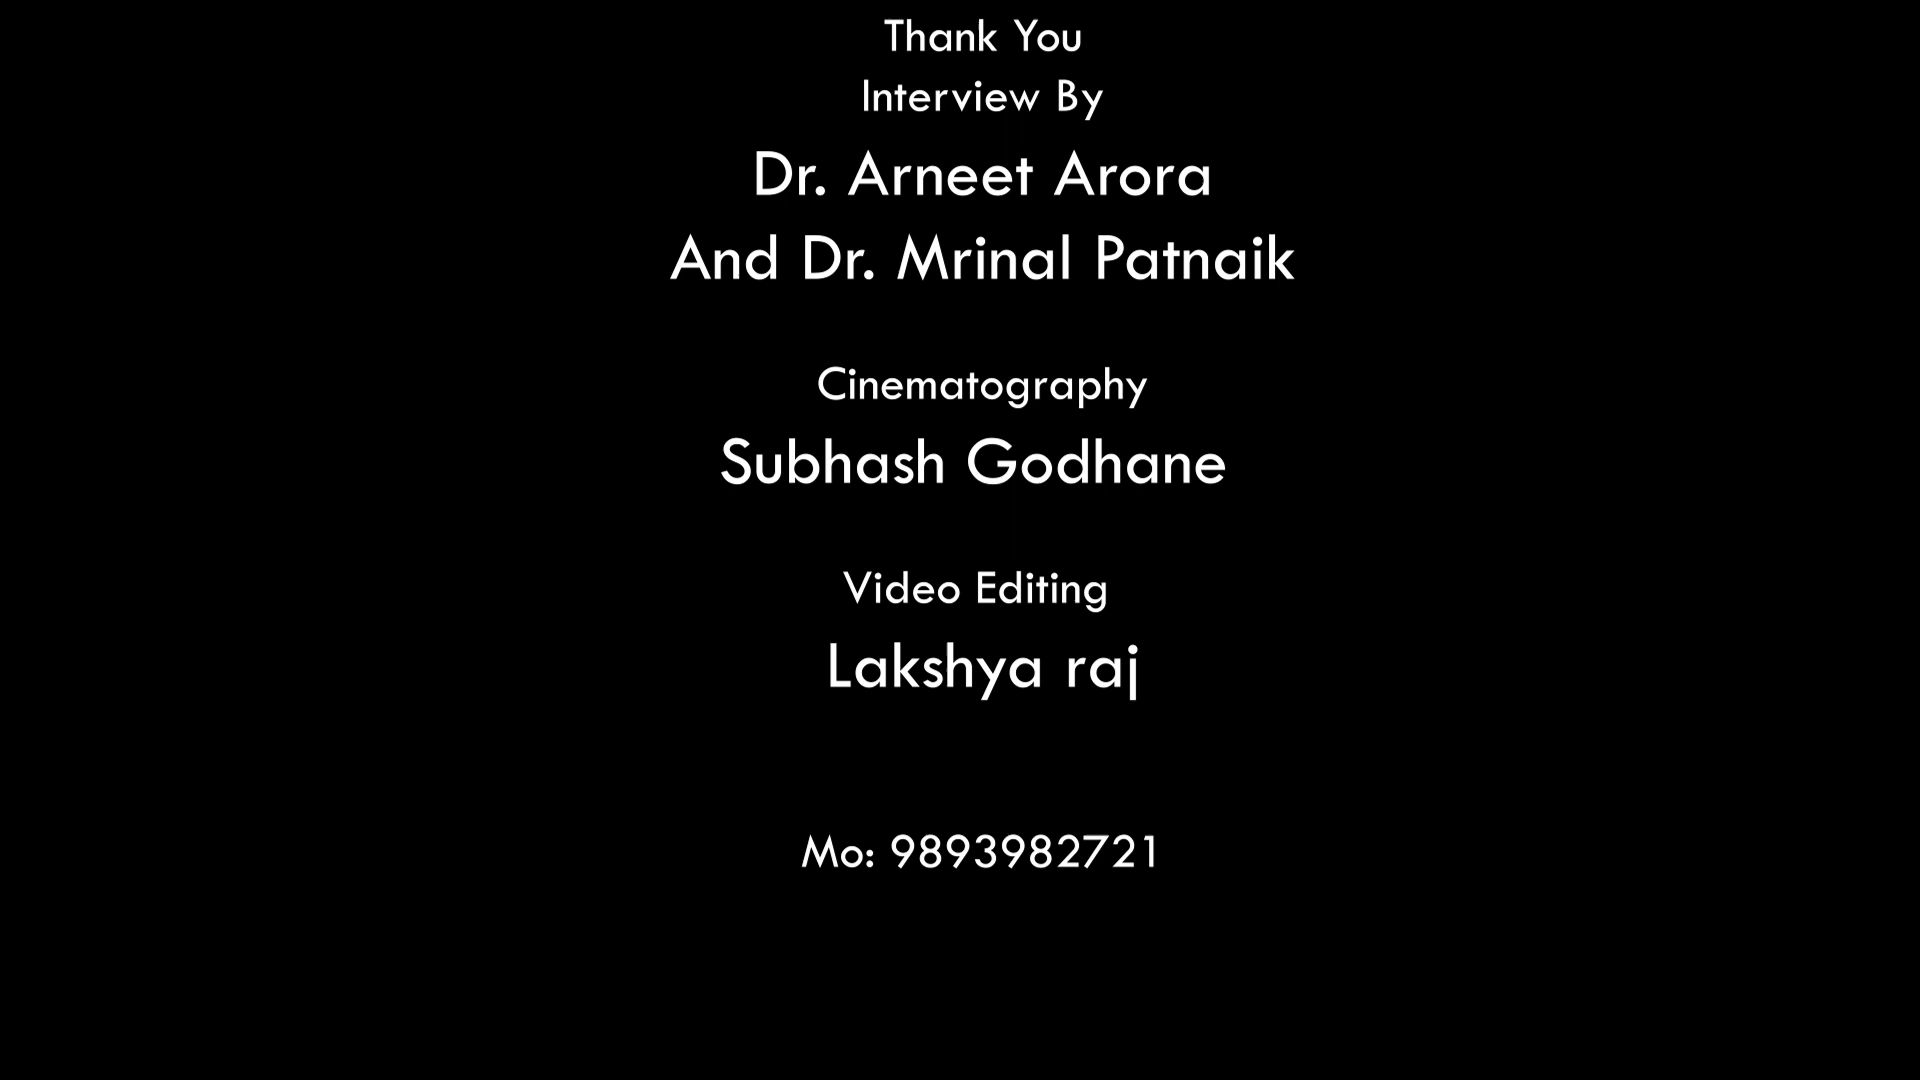 Thank You
Interview By
Dr. Arneet Arora
And Dr. Mrinal Patnaik
Cinematography
Subhash Godhane
Video Editing
Lakshya raj
Mo: 9893982721